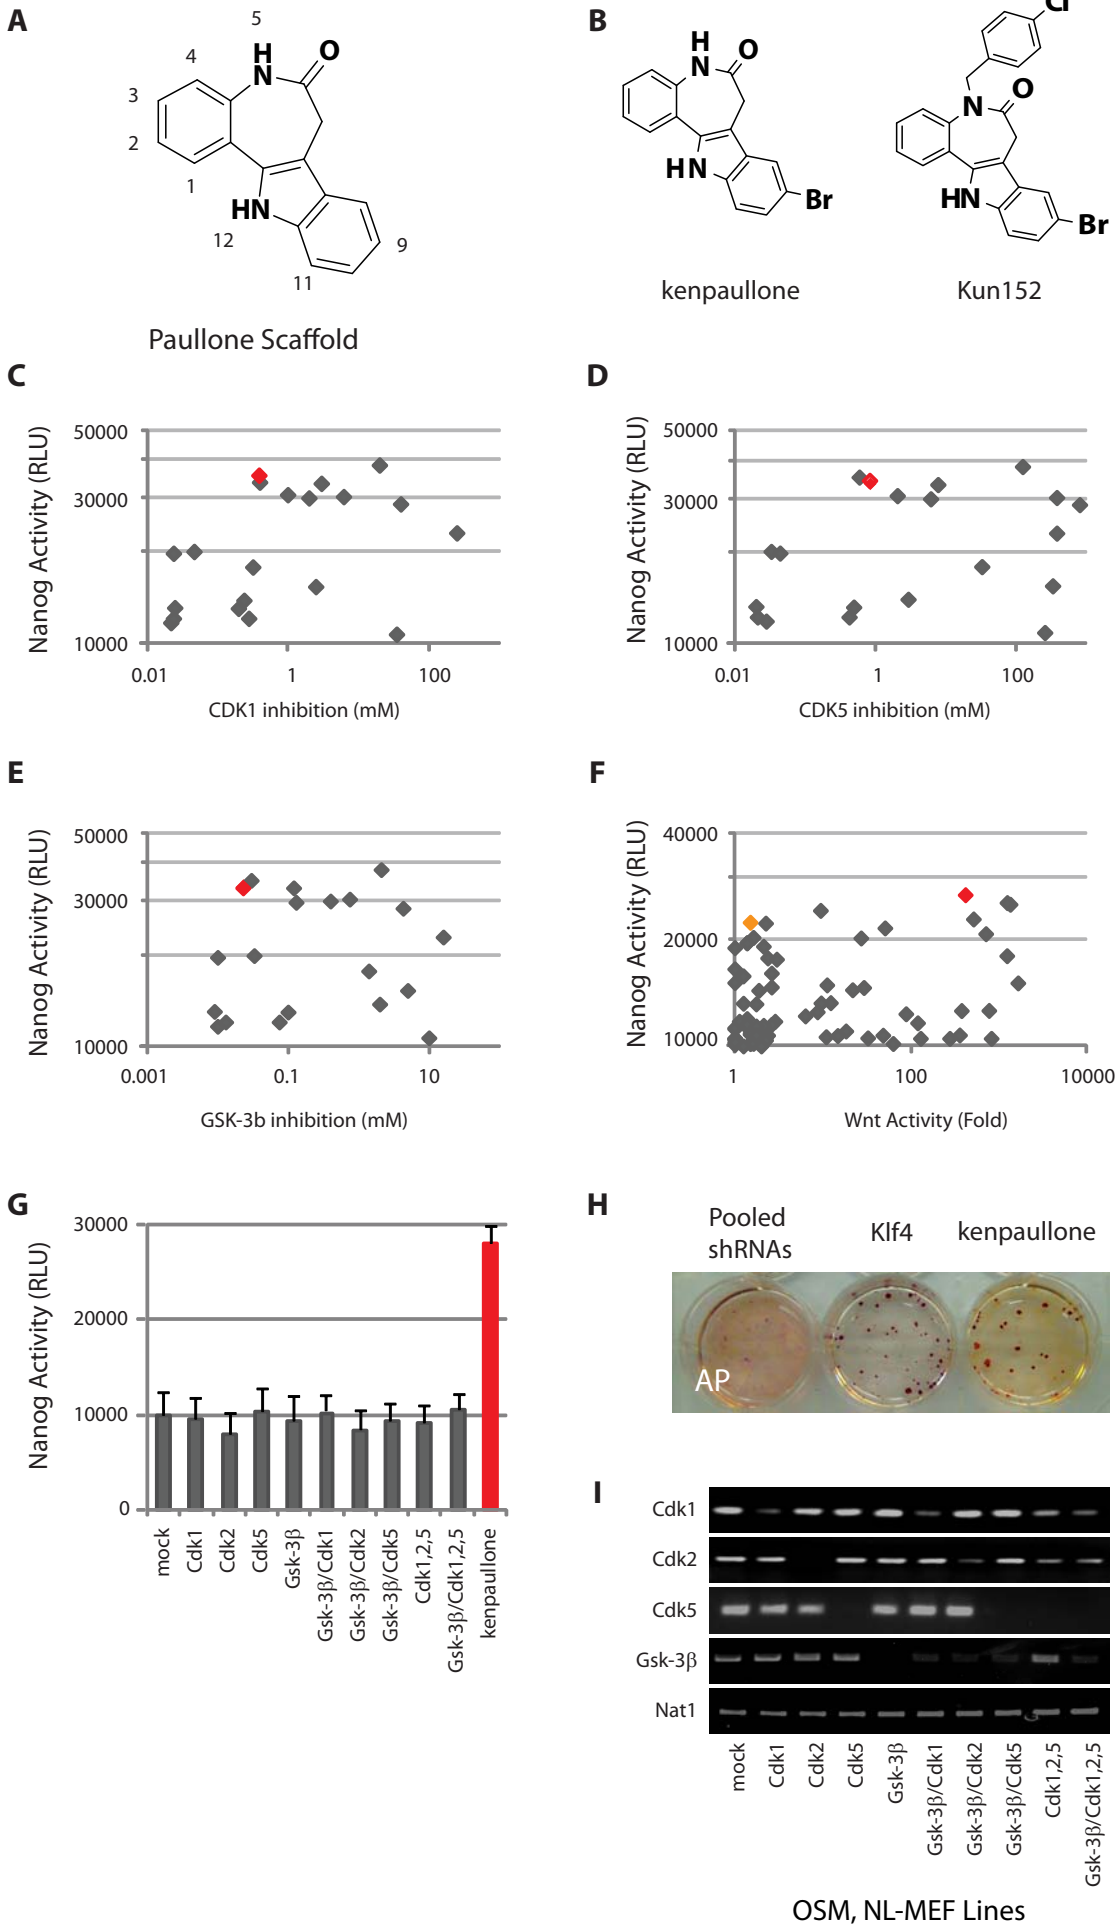 A
5
H
N
O
4
3
2
1
HN
12
9
11
Paullone Scaffold
B
H
N
O
HN
Br
kenpaullone
Cl
N
O
HN
Br
Kun152
C
Nanog Activity (RLU)
50000
30000
10000
0.01
1
100
CDK1 inhibition (mM)
D
Nanog Activity (RLU)
50000
30000
10000
0.01
1
100
CDK5 inhibition (mM)
E
Nanog Activity (RLU)
50000
30000
10000
0.001
0.1
10
GSK-3b inhibition (mM)
F
Nanog Activity (RLU)
40000
20000
10000
1
100
10000
Wnt Activity (Fold)
G
Nanog Activity (RLU)
30000
20000
10000
0
mock
Cdk1
Cdk2
Cdk5
Gsk-3β
Gsk-3β/Cdk1
Gsk-3β/Cdk2
Gsk-3β/Cdk5
Cdk1,2,5
Gsk-3β/Cdk1,2,5
kenpaullone
H
Pooled
shRNAs
Klf4
kenpaullone
AP
I
Cdk1
Cdk2
Cdk5
Gsk-3β
Nat1
mock
Cdk1
Cdk2
Cdk5
Gsk-3β
Gsk-3β/Cdk1
Gsk-3β/Cdk2
Gsk-3β/Cdk5
Cdk1,2,5
Gsk-3β/Cdk1,2,5
OSM, NL-MEF Lines